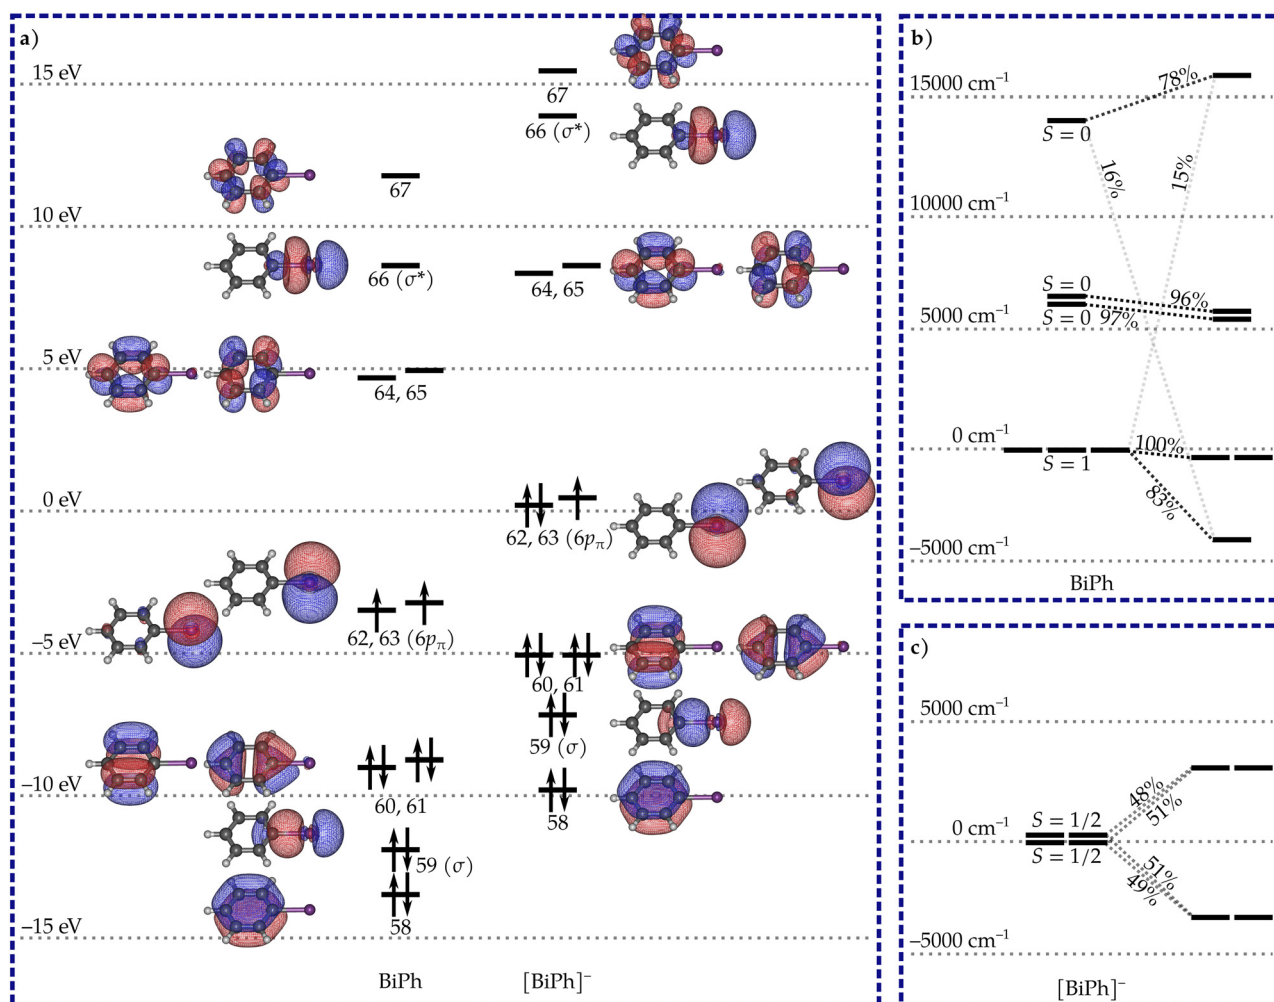 a)
15 eV
67
66 (σ*)
67
10 eV
66 (σ*)
64, 65
5 eV
64, 65
0 eV
62, 63 (6pπ)
−5 eV
62, 63 (6pπ)
60, 61
59 (σ)
−10 eV
60, 61
58
59 (σ)
58
−15 eV
BiPh
[BiPh]⁻
b)
15000 cm⁻¹
78%
S = 0
16%
15%
10000 cm⁻¹
S = 0
96%
S = 0
97%
5000 cm⁻¹
0 cm⁻¹
100%
S = 1
83%
−5000 cm⁻¹
BiPh
c)
5000 cm⁻¹
48%
51%
0 cm⁻¹
S = 1/2
S = 1/2
51%
49%
−5000 cm⁻¹
[BiPh]⁻